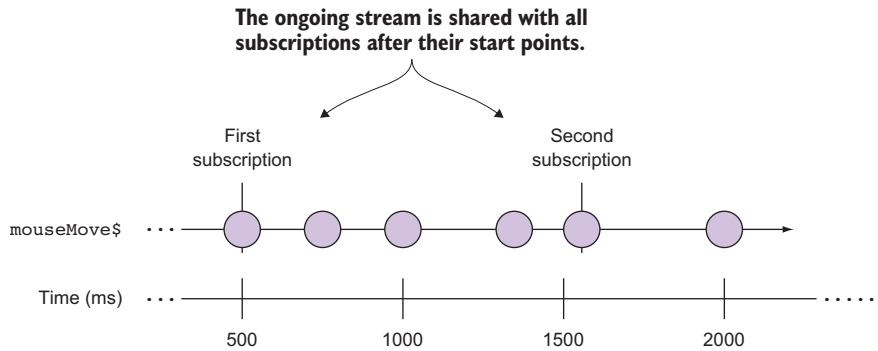 The ongoing stream is shared with all
subscriptions after their start points.
First
subscription
Second
subscription
mouseMove$ ...
Time (ms) ... .....
500 1000 1500 2000